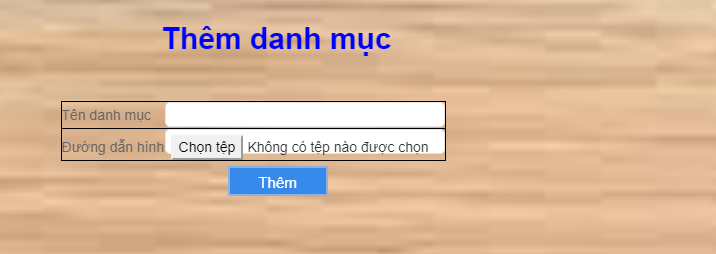 Thêm danh mục
Tên danh mục
Đường dẫn hình Chọn tệp Không có tệp nào được chọn
Thêm